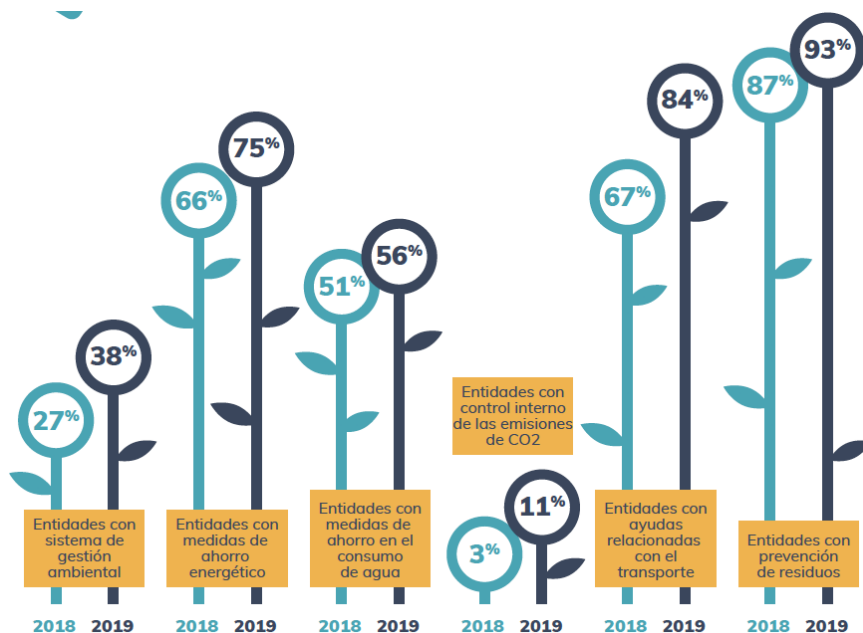 27%
38%
Entidades con
sistema de
gestión
ambiental
2018 2019
66%
75%
Entidades con
medidas de
ahorro
energético
2018 2019
51%
56%
Entidades con
medidas de
ahorro en el
consumo
de agua
2018 2019
Entidades con
control interno
de las emisiones
de CO2
3%
11%
2018 2019
67%
84%
Entidades con
ayudas
relacionadas
con el
transporte
2018 2019
87%
93%
Entidades con
prevención
de residuos
2018 2019